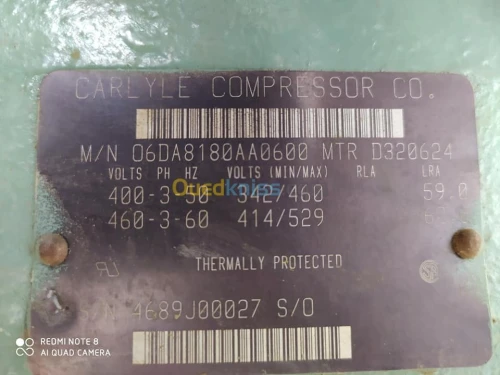 CARLYLE COMPRESSOR CO.
M/N 06DA8180AA0600 MTR D320624
VOLTS PH HZ VOLTS (MIN/MAX) RLA LRA
400-3-50 342/460 59.0
460-3-60 414/529
Ouedkniss
THERMALLY PROTECTED
S/N 4689J00027 S/O
REDMI NOTE 8
AI QUAD CAMERA